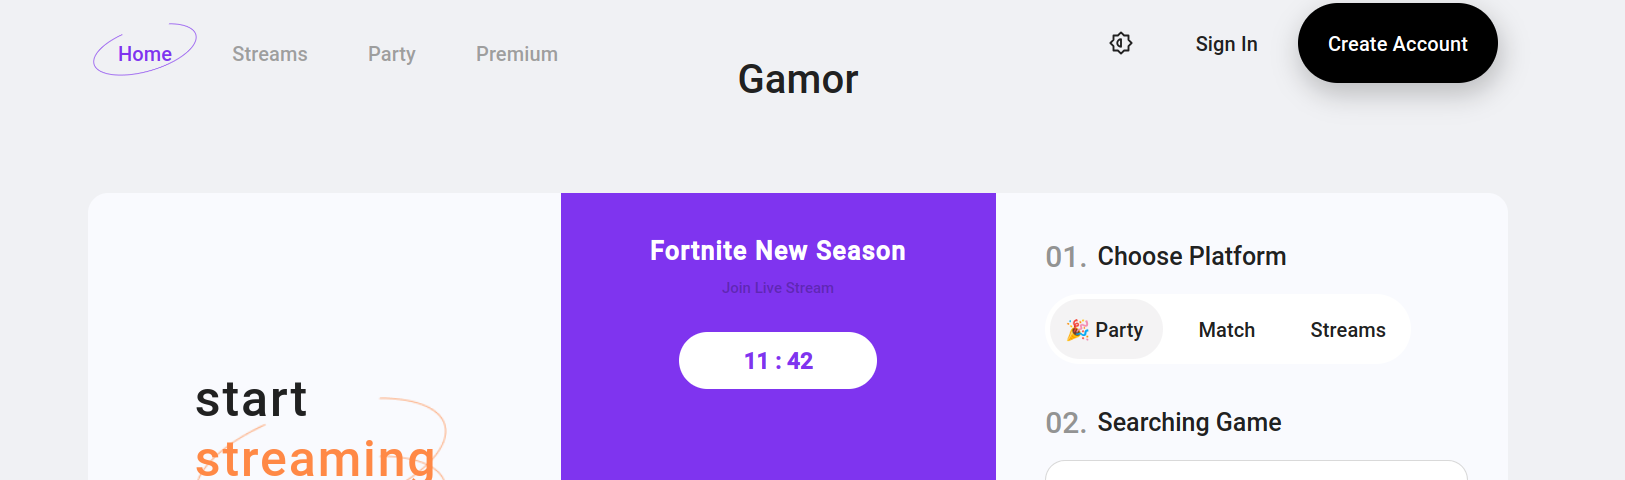 Home Streams Party Premium
Gamor
Sign In Create Account
start
streaming
Fortnite New Season
Join Live Stream
11 : 42
01. Choose Platform
🎉 Party Match Streams
02. Searching Game